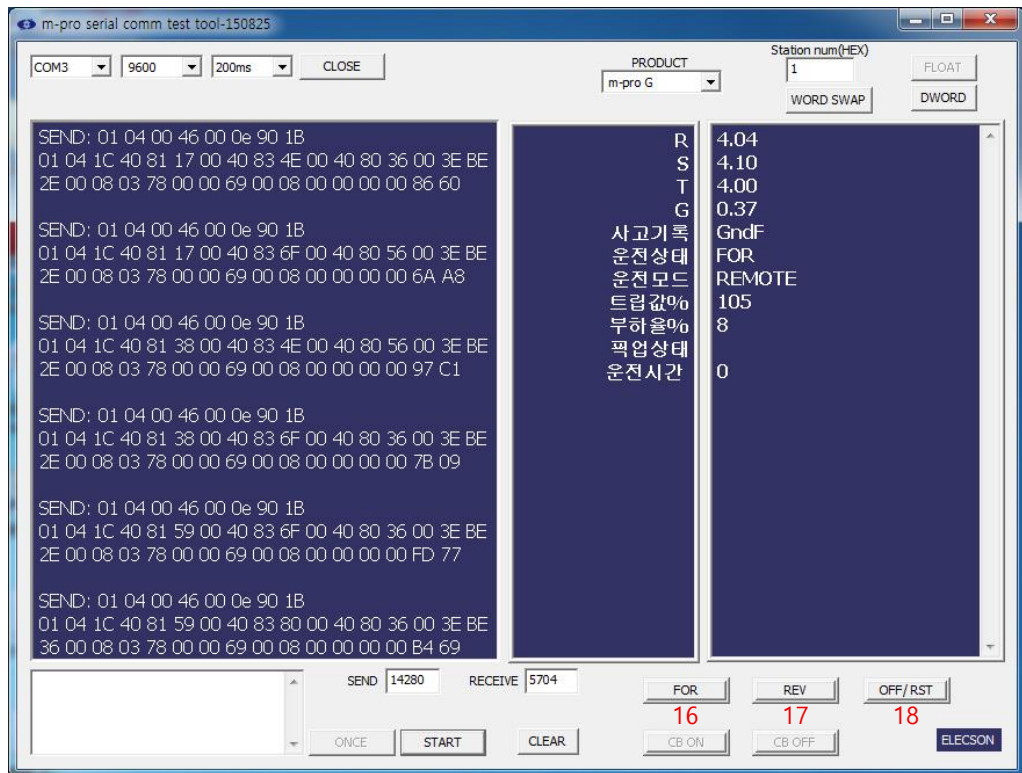 m-pro serial comm test tool-150825
COM3 9600 200ms CLOSE
PRODUCT
m-pro G
Station num(HEX)
1
FLOAT
WORD SWAP
DWORD
SEND: 01 04 00 46 00 0e 90 1B
01 04 1C 40 81 17 00 40 83 4E 00 40 80 36 00 3E BE
2E 00 08 03 78 00 00 69 00 08 00 00 00 00 86 60
SEND: 01 04 00 46 00 0e 90 1B
01 04 1C 40 81 17 00 40 83 6F 00 40 80 56 00 3E BE
2E 00 08 03 78 00 00 69 00 08 00 00 00 00 6A A8
SEND: 01 04 00 46 00 0e 90 1B
01 04 1C 40 81 38 00 40 83 4E 00 40 80 56 00 3E BE
2E 00 08 03 78 00 00 69 00 08 00 00 00 00 97 C1
SEND: 01 04 00 46 00 0e 90 1B
01 04 1C 40 81 38 00 40 83 6F 00 40 80 36 00 3E BE
2E 00 08 03 78 00 00 69 00 08 00 00 00 00 7B 09
SEND: 01 04 00 46 00 0e 90 1B
01 04 1C 40 81 59 00 40 83 6F 00 40 80 36 00 3E BE
2E 00 08 03 78 00 00 69 00 08 00 00 00 00 FD 77
SEND: 01 04 00 46 00 0e 90 1B
01 04 1C 40 81 59 00 40 83 80 00 40 80 36 00 3E BE
36 00 08 03 78 00 00 69 00 08 00 00 00 00 B4 69
R 4.04
S 4.10
T 4.00
G 0.37
사고기록 GndF
운전상태 FOR
운전모드 REMOTE
트립값% 105
부하율% 8
픽업상태
운전시간 0
SEND 14280 RECEIVE 5704
FOR REV OFF/RST
16 17 18
ONCE START CLEAR CB ON CB OFF ELECSON